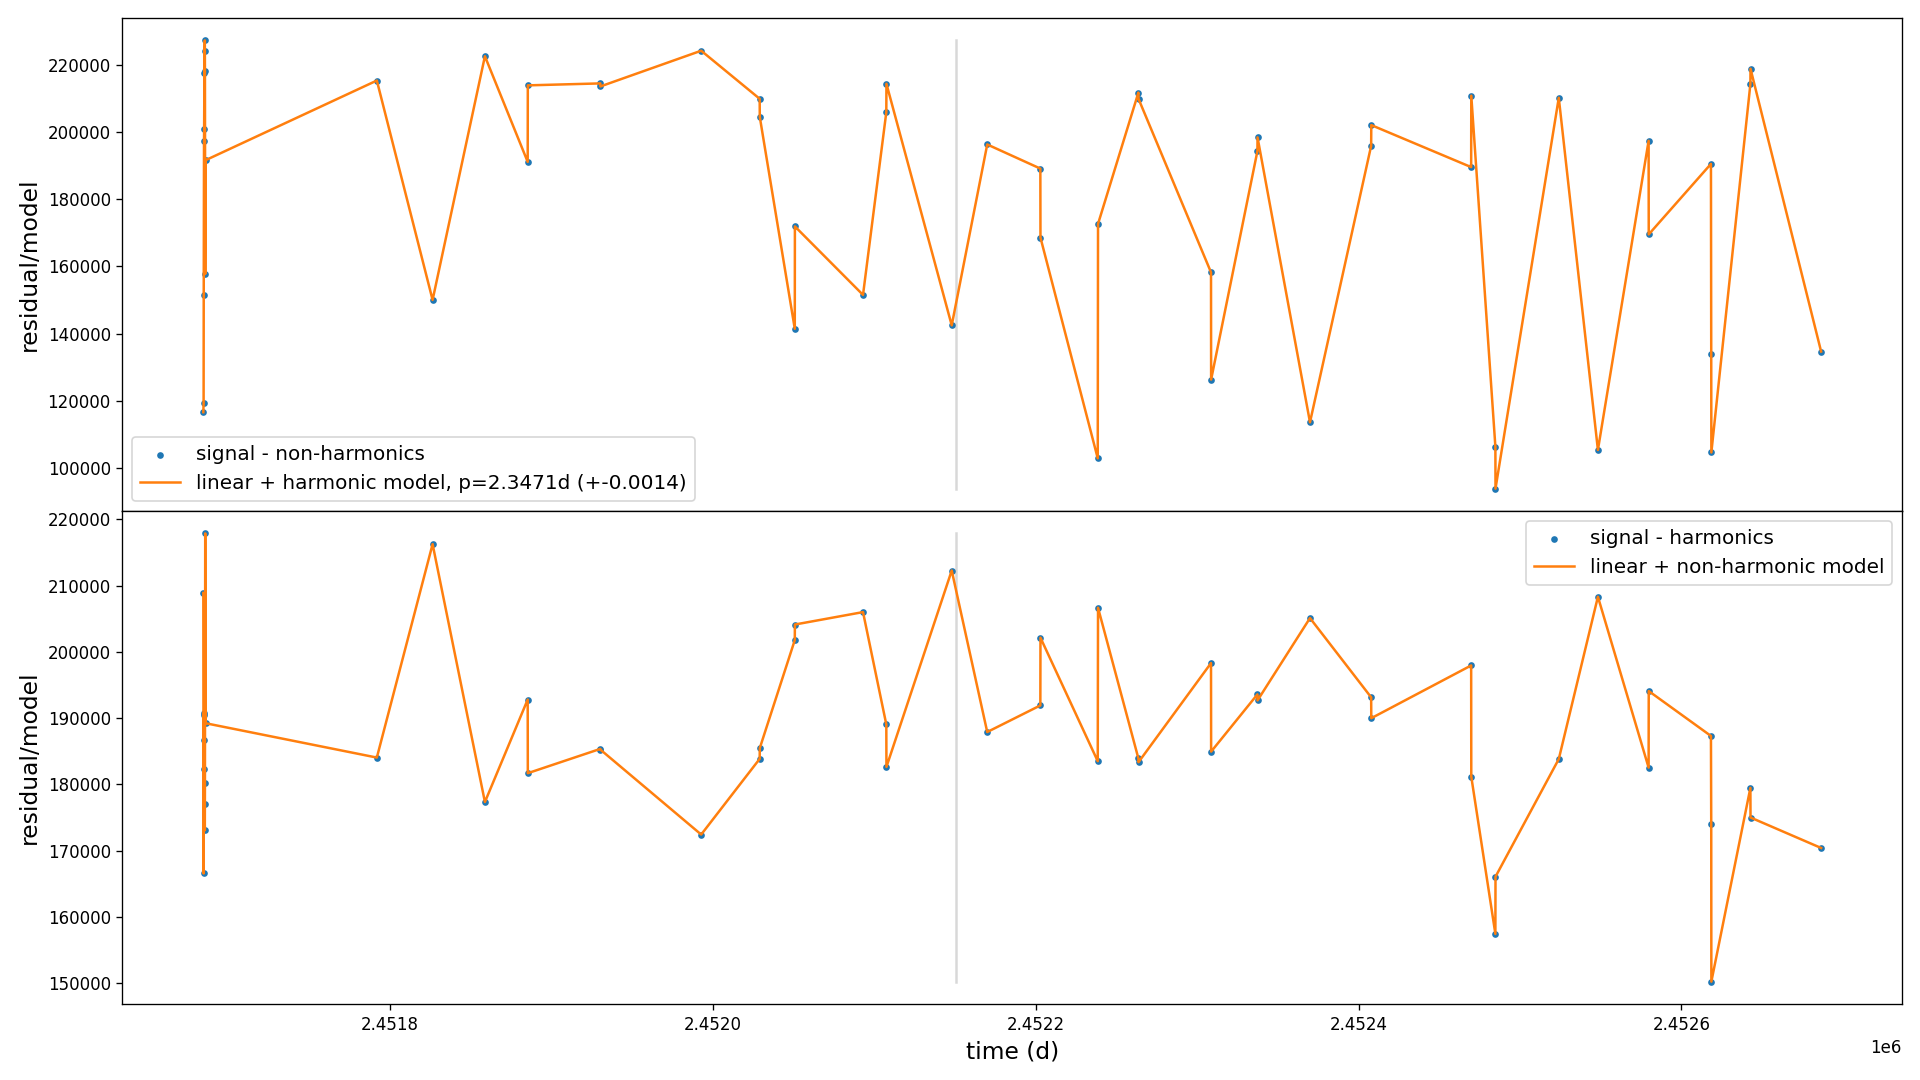 220000
200000
180000
160000
140000
120000
100000
residual/model
signal - non-harmonics
linear + harmonic model, p=2.3471d (+-0.0014)
220000
210000
200000
190000
180000
170000
160000
150000
residual/model
signal - harmonics
linear + non-harmonic model
2.4518
2.4520
2.4522
2.4524
2.4526
time (d)
1e6